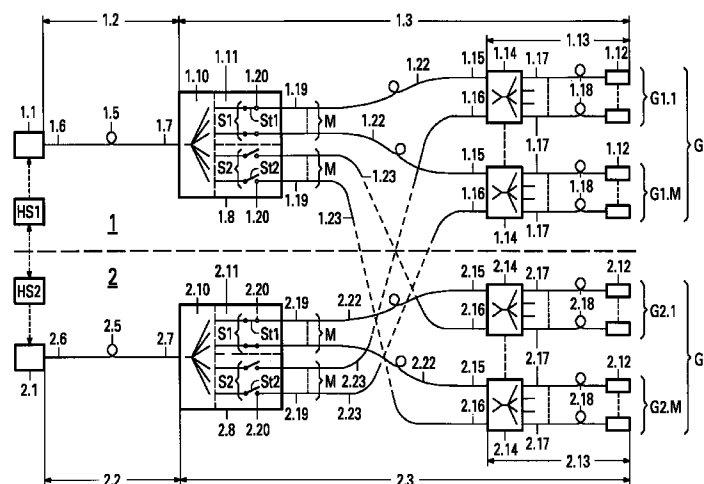 1.2 1.3
1.13
1.10 1.11 1.20 1.19 1.22 1.15 1.14 1.17 1.12
1.1 1.6 1.5 1.7 S1 St1 M 1.16 1.18 G1.1
1.22
S2 St2 M 1.23 1.15 1.12 G
HS1 1.8 1.20 1.19 1.23 1.16 1.18 G1.M
1 1.14 1.17
2
HS2 2.10 2.11 2.20 2.19 2.22 2.15 2.14 2.17 2.12
2.6 2.5 2.7 S1 St1 M 2.16 2.18 G2.1
2.22 2.15 2.17 2.12 G
2.1 S2 St2 M 2.23 2.16 2.18 G2.M
2.8 2.20 2.19 2.23 2.14 2.17
2.13
2.2 2.3